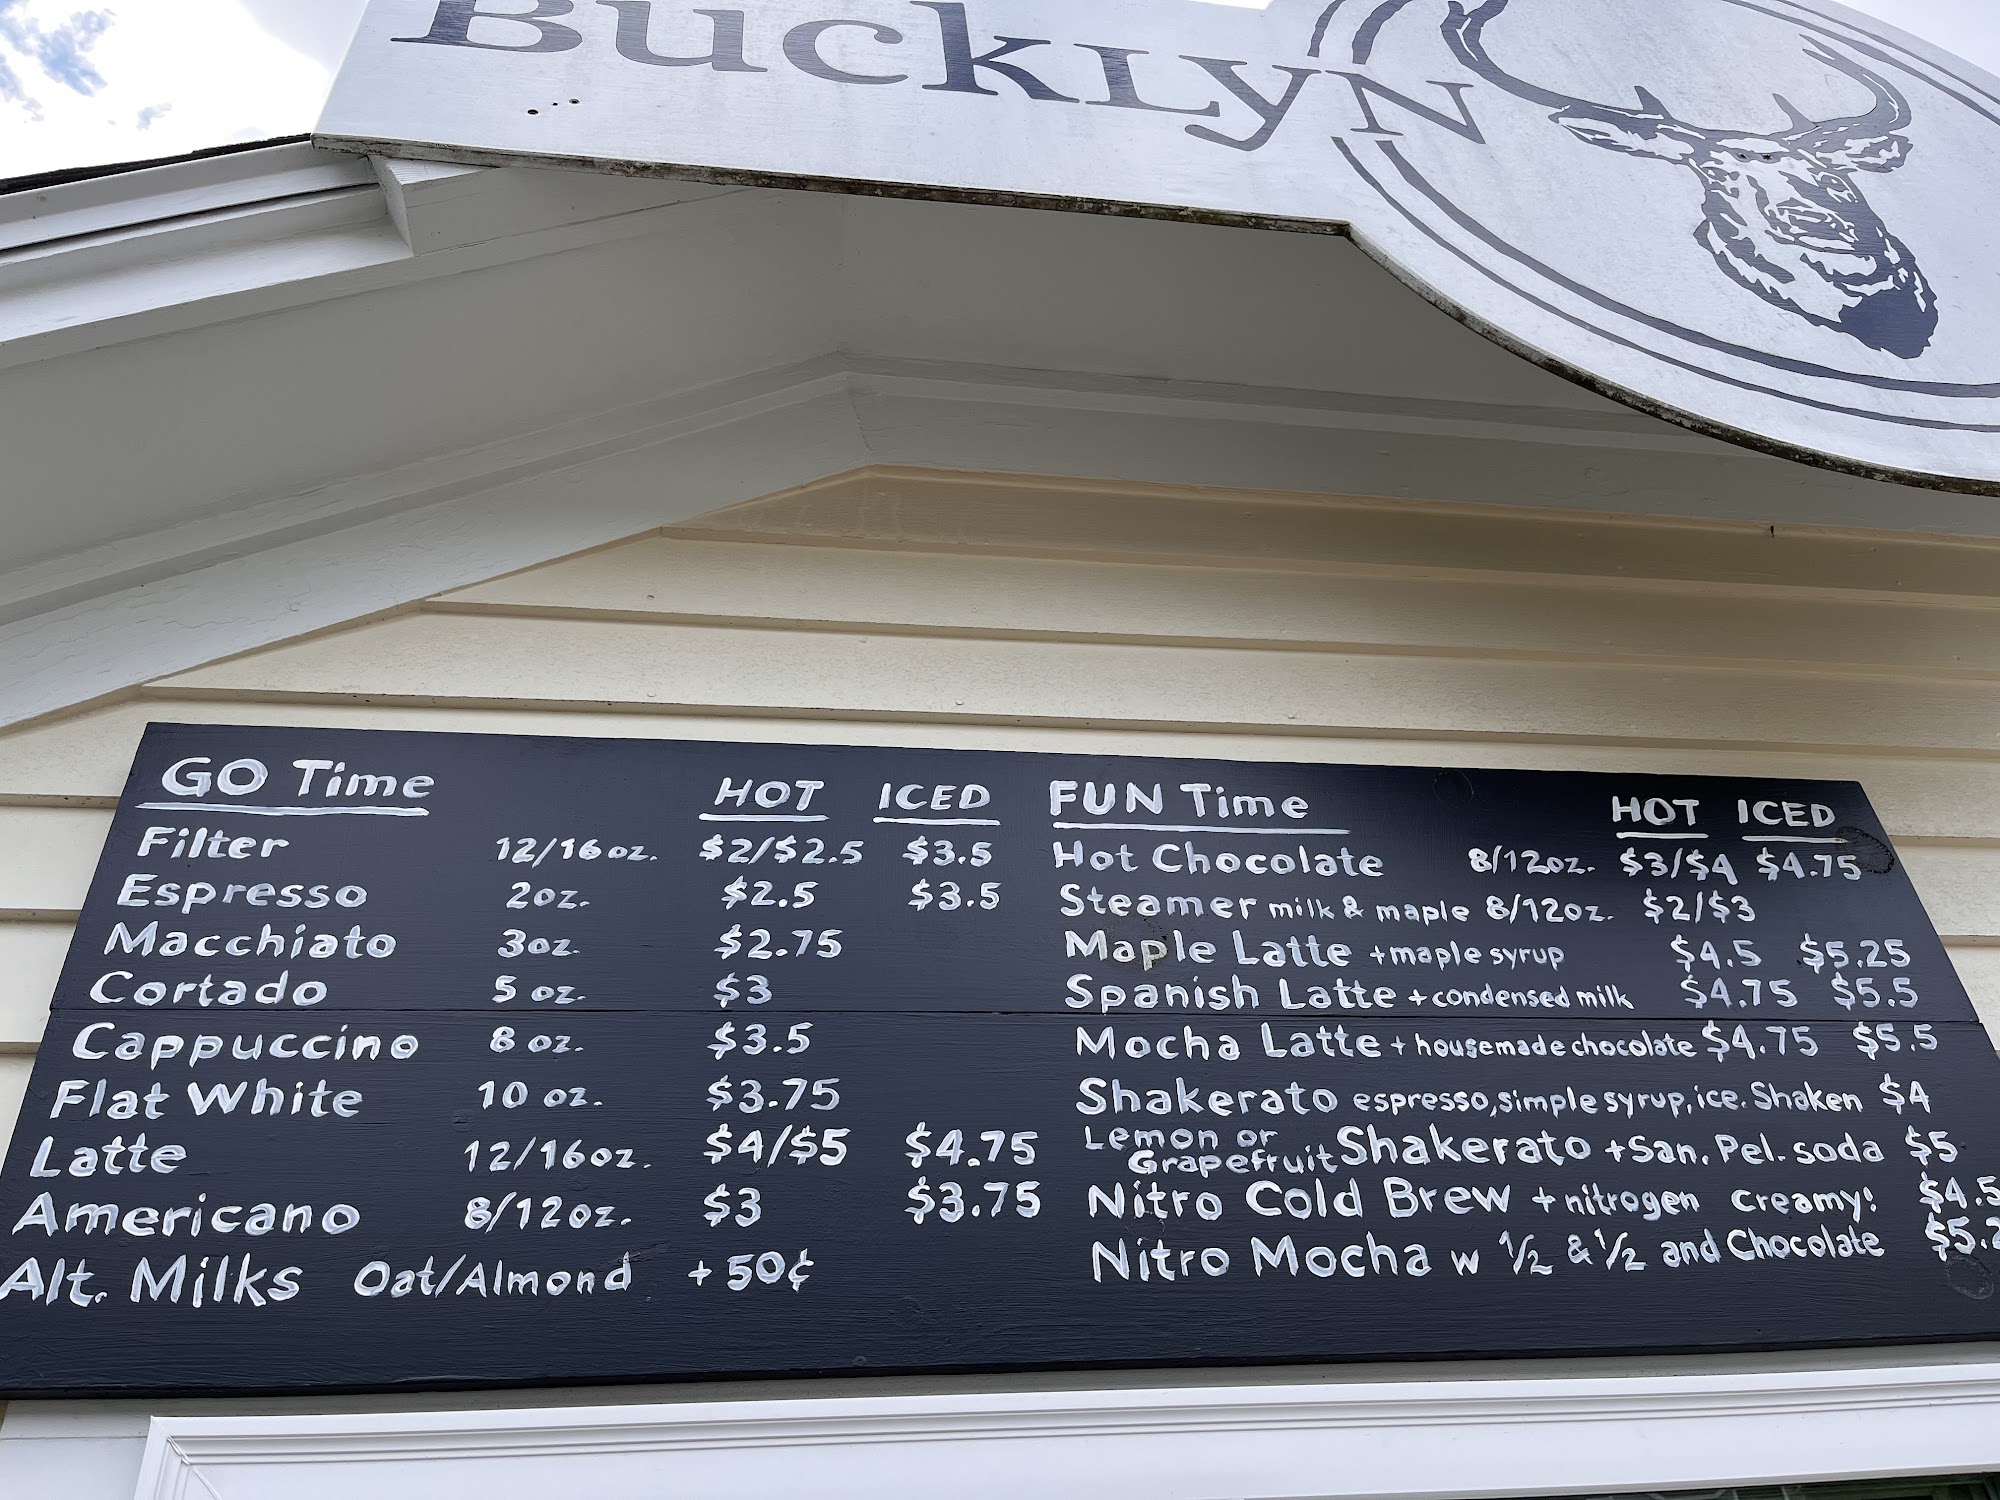 BuckLyN
GO Time HOT ICED
Filter 12/16oz. $2/$2.5 $3.5
Espresso 2oz. $2.5 $3.5
Macchiato 3oz. $2.75
Cortado 5 oz. $3
Cappuccino 8 oz. $3.5
Flat White 10 oz. $3.75
Latte 12/16oz. $4/$5 $4.75
Americano 8/12oz. $3 $3.75
Alt. Milks Oat/Almond +50¢
FUN Time HOT ICED
Hot Chocolate 8/12oz. $3/$4 $4.75
Steamer milk & maple 8/12oz. $2/$3
Maple Latte +maple syrup $4.5 $5.25
Spanish Latte +condensed milk $4.75 $5.5
Mocha Latte + housemade chocolate $4.75 $5.5
Shakerato espresso, simple syrup, ice. Shaken $4
Lemon or
Grapefruit Shakerato +San. Pel. soda $5
Nitro Cold Brew + nitrogen creamy! $4.5
Nitro Mocha w 1/2 & 1/2 and Chocolate $5.2